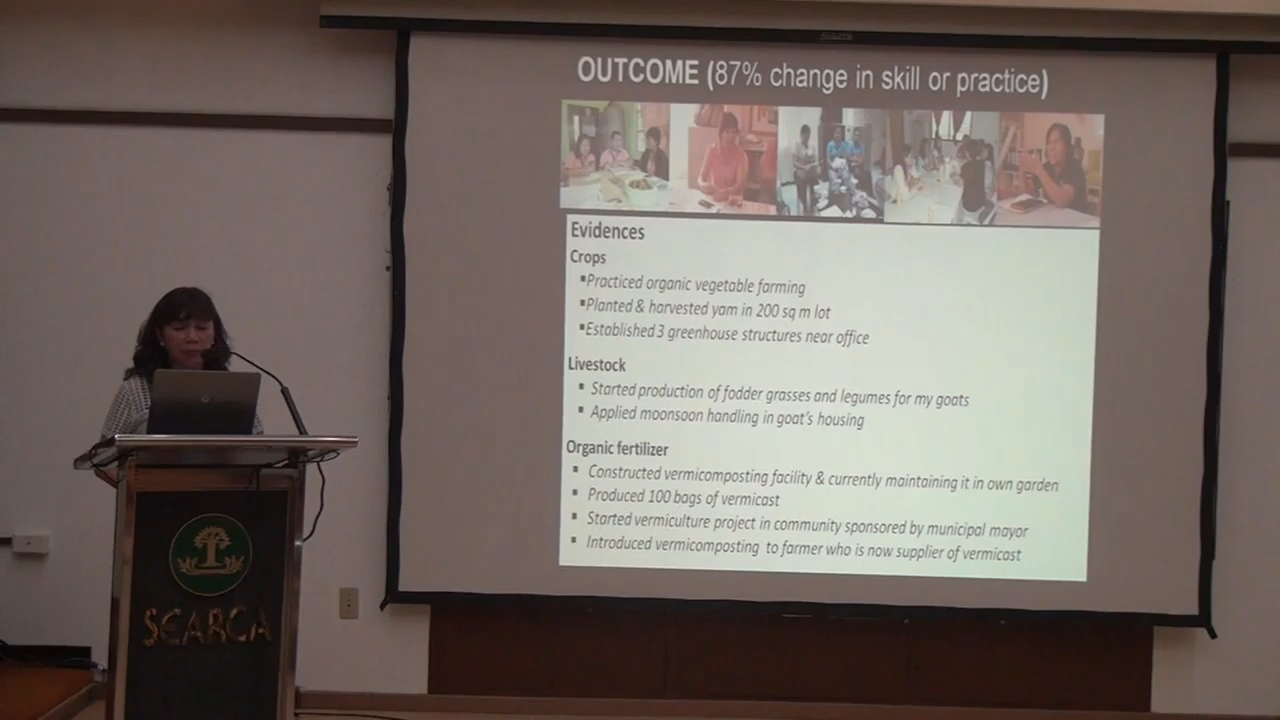 OUTCOME (87% change in skill or practice)
Evidences
Crops
▪Practiced organic vegetable farming
▪Planted & harvested yam in 200 sq m lot
▪Established 3 greenhouse structures near office
Livestock
▪ Started production of fodder grasses and legumes for my goats
▪ Applied moonsoon handling in goat's housing
Organic fertilizer
▪ Constructed vermicomposting facility & currently maintaining it in own garden
▪ Produced 100 bags of vermicast
▪ Started vermiculture project in community sponsored by municipal mayor
▪ Introduced vermicomposting to farmer who is now supplier of vermicast
SEARCA